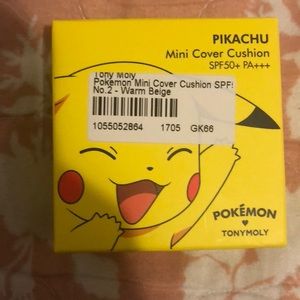 PIKACHU
Mini Cover Cushion
SPF50+ PA+++
Tony Moly
Pokemon Mini Cover Cushion SPF5
No.2 - Warm Beige
1055052864 1705 GK66
POKÉMON
TONYMOLY